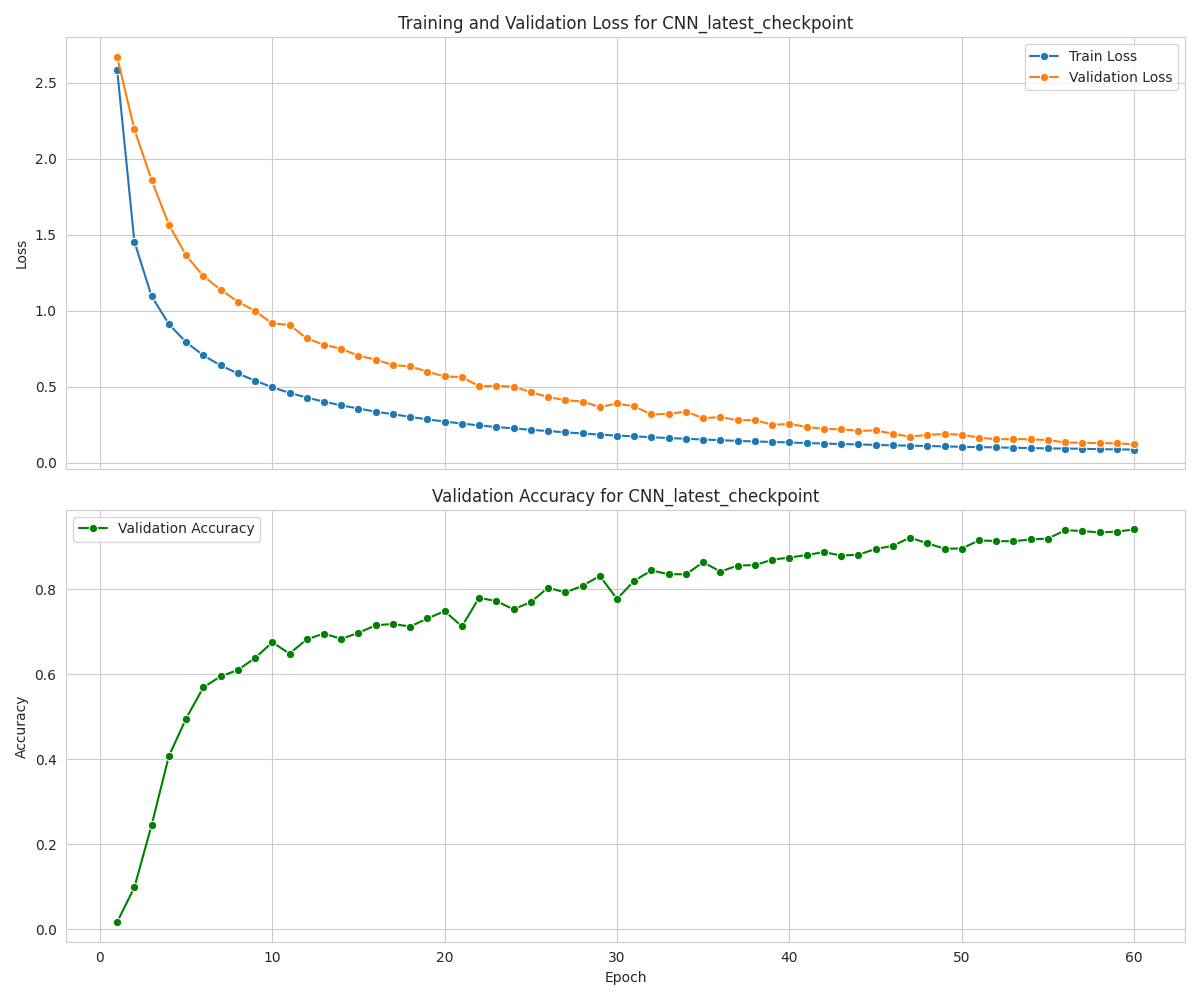 Training and Validation Loss for CNN_latest_checkpoint
Train Loss
Validation Loss
Loss
2.5
2.0
1.5
1.0
0.5
0.0
Validation Accuracy for CNN_latest_checkpoint
Validation Accuracy
Accuracy
0.8
0.6
0.4
0.2
0.0
0 10 20 30 40 50 60
Epoch